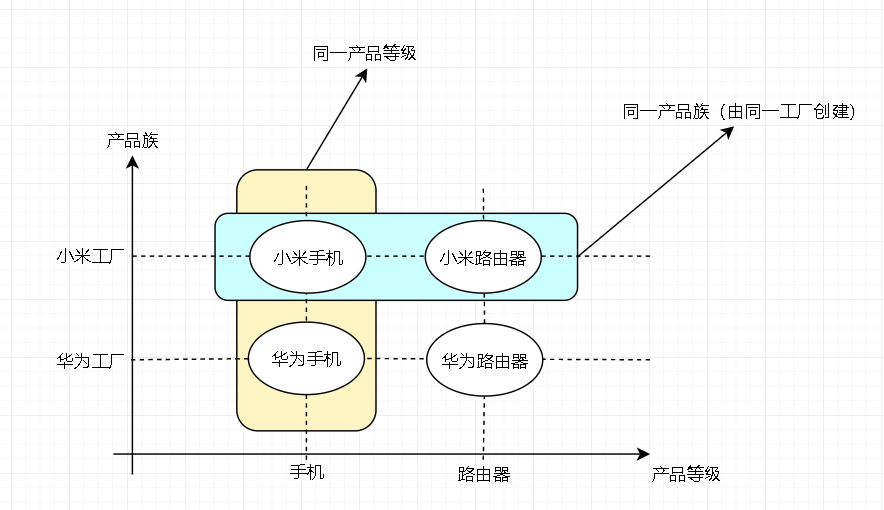 同一产品等级
同一产品族（由同一工厂创建）
产品族
小米工厂
小米手机
小米路由器
华为工厂
华为手机
华为路由器
手机
路由器
产品等级